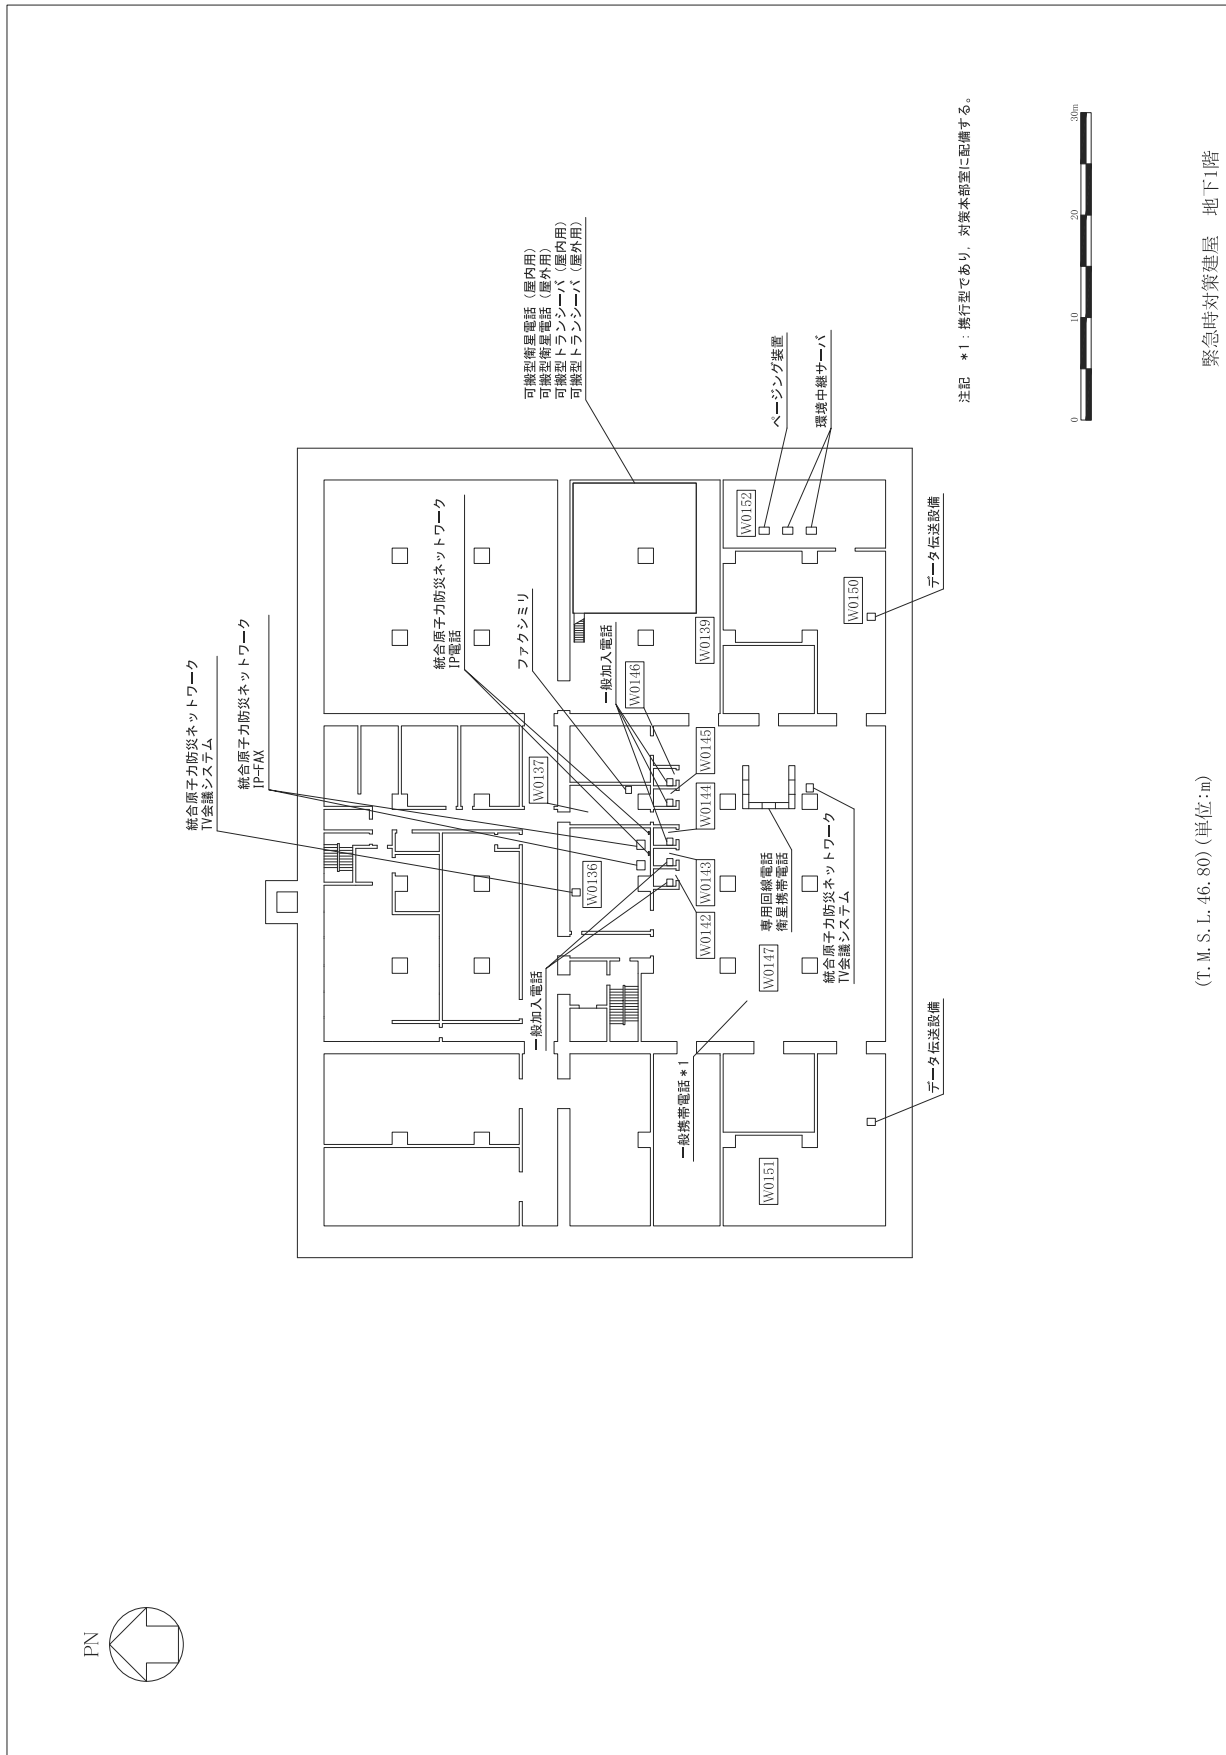 PN
統合原子力防災ネットワーク
TV会議システム
統合原子力防災ネットワーク
IP-FAX
統合原子力防災ネットワーク
IP電話
ファクシミリ
一般加入電話
可搬型衛星電話（屋内用）
可搬型衛星電話（屋外用）
可搬型トランシーバ（屋内用）
可搬型トランシーバ（屋外用）
W0137
W0136
W0146
W0139
W0145
W0144
W0143
W0142
W0152
ページング装置
環境中継サーバ
W0150
データ伝送設備
一般加入電話
専用回線電話
衛星携帯電話
W0147
統合原子力防災ネットワーク
TV会議システム
一般携帯電話＊1
W0151
データ伝送設備
注記　＊1：携行型であり，対策本部室に配備する。
0
10
20
30m
(T.M.S.L.46.80)(単位:m)
緊急時対策建屋　地下1階